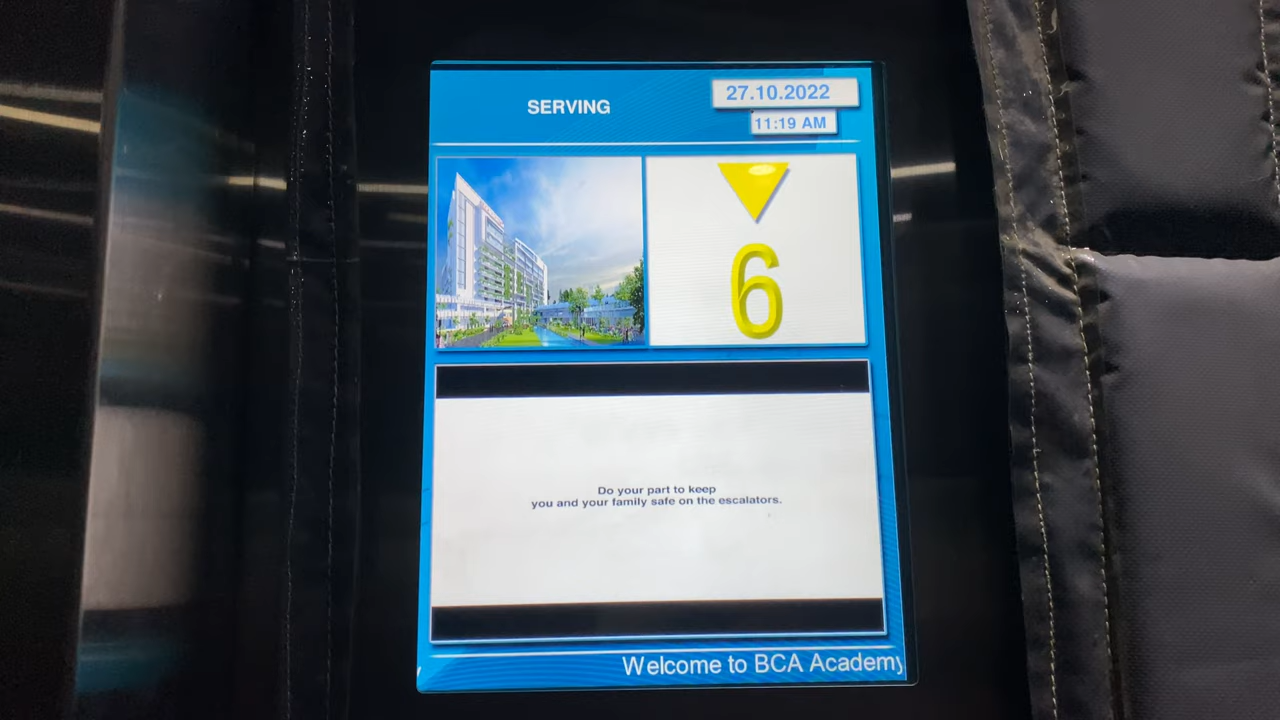 SERVING
27.10.2022
11:19 AM
6
Do your part to keep
you and your family safe on the escalators.
Welcome to BCA Academy